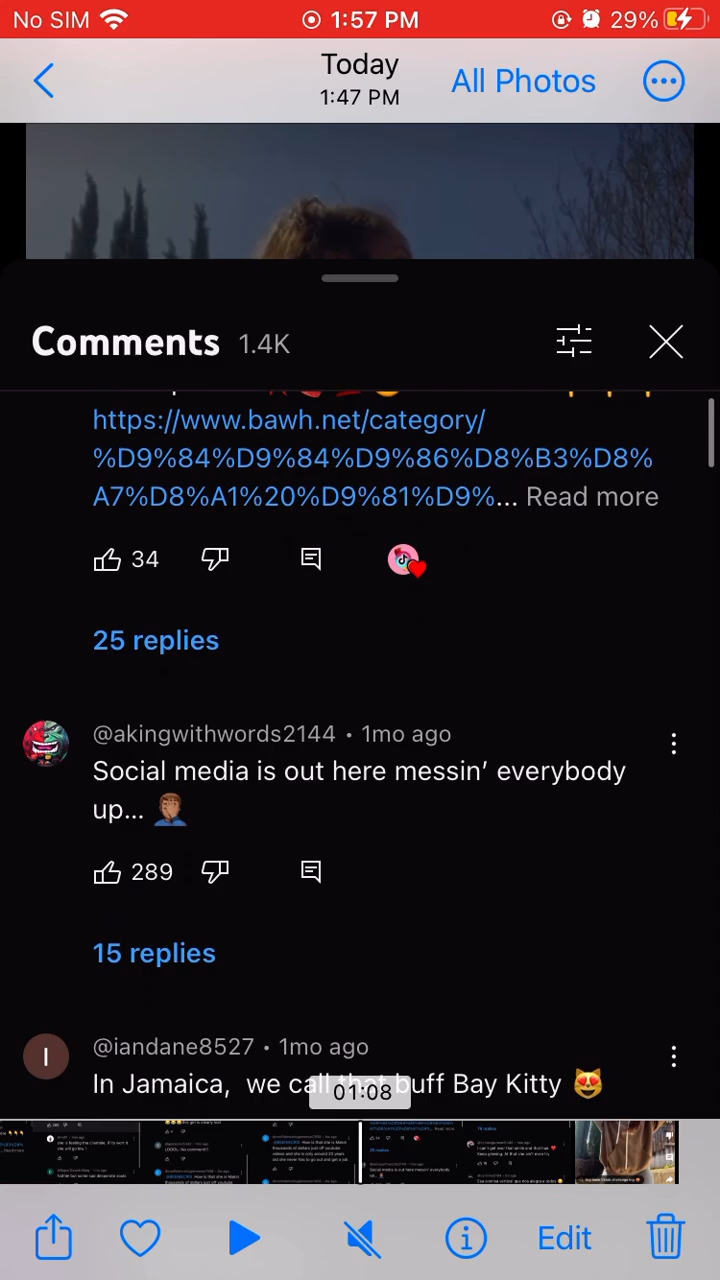 No SIM 1:57 PM 29%
Today
1:47 PM
All Photos
Comments 1.4K
https://www.bawh.net/category/
%D9%84%D9%84%D9%86%D8%B3%D8%
A7%D8%A1%20%D9%81%D9%... Read more
34
25 replies
@akingwithwords2144 • 1mo ago
Social media is out here messin’ everybody
up... 🤦🏽‍♂️
289
15 replies
I
@iandane8527 • 1mo ago
In Jamaica, we call that buff Bay Kitty 😻
01:08
Edit